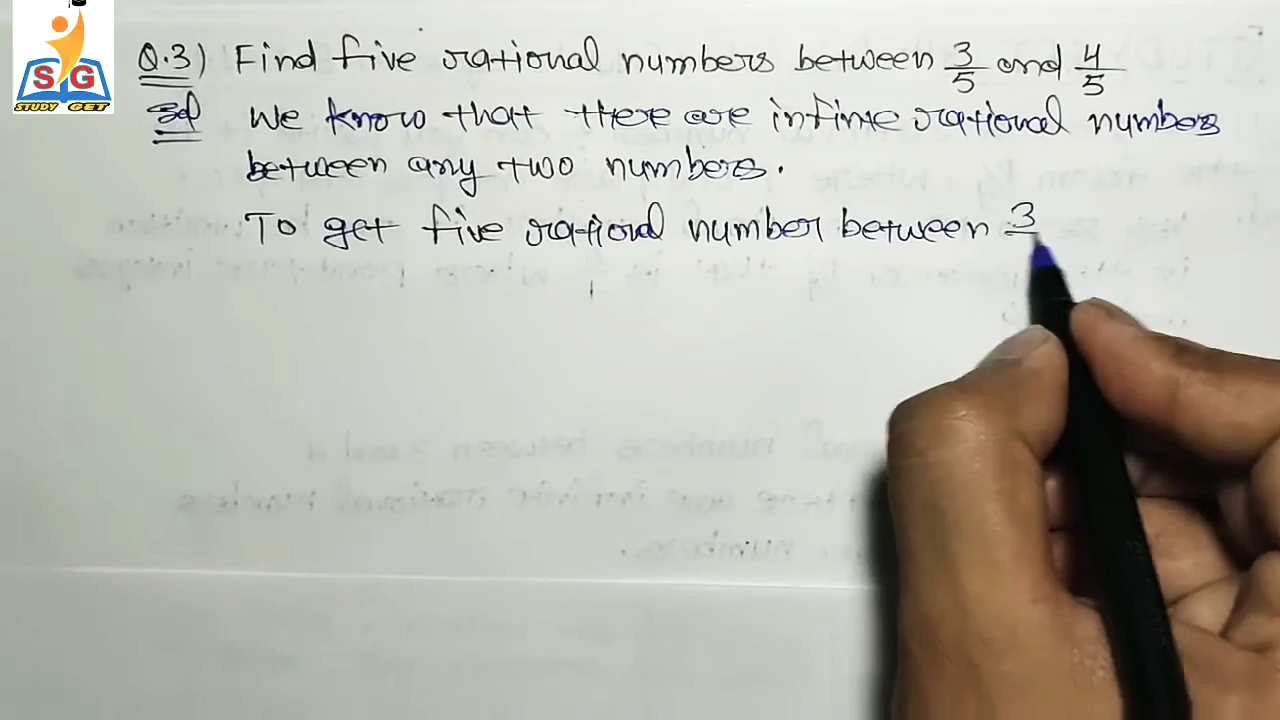 SG
STUDY GET
Q.3) Find five rational numbers between 3/5 and 4/5
Sol We know that there are infinite rational numbers
between any two numbers.
To get five rational number between 3